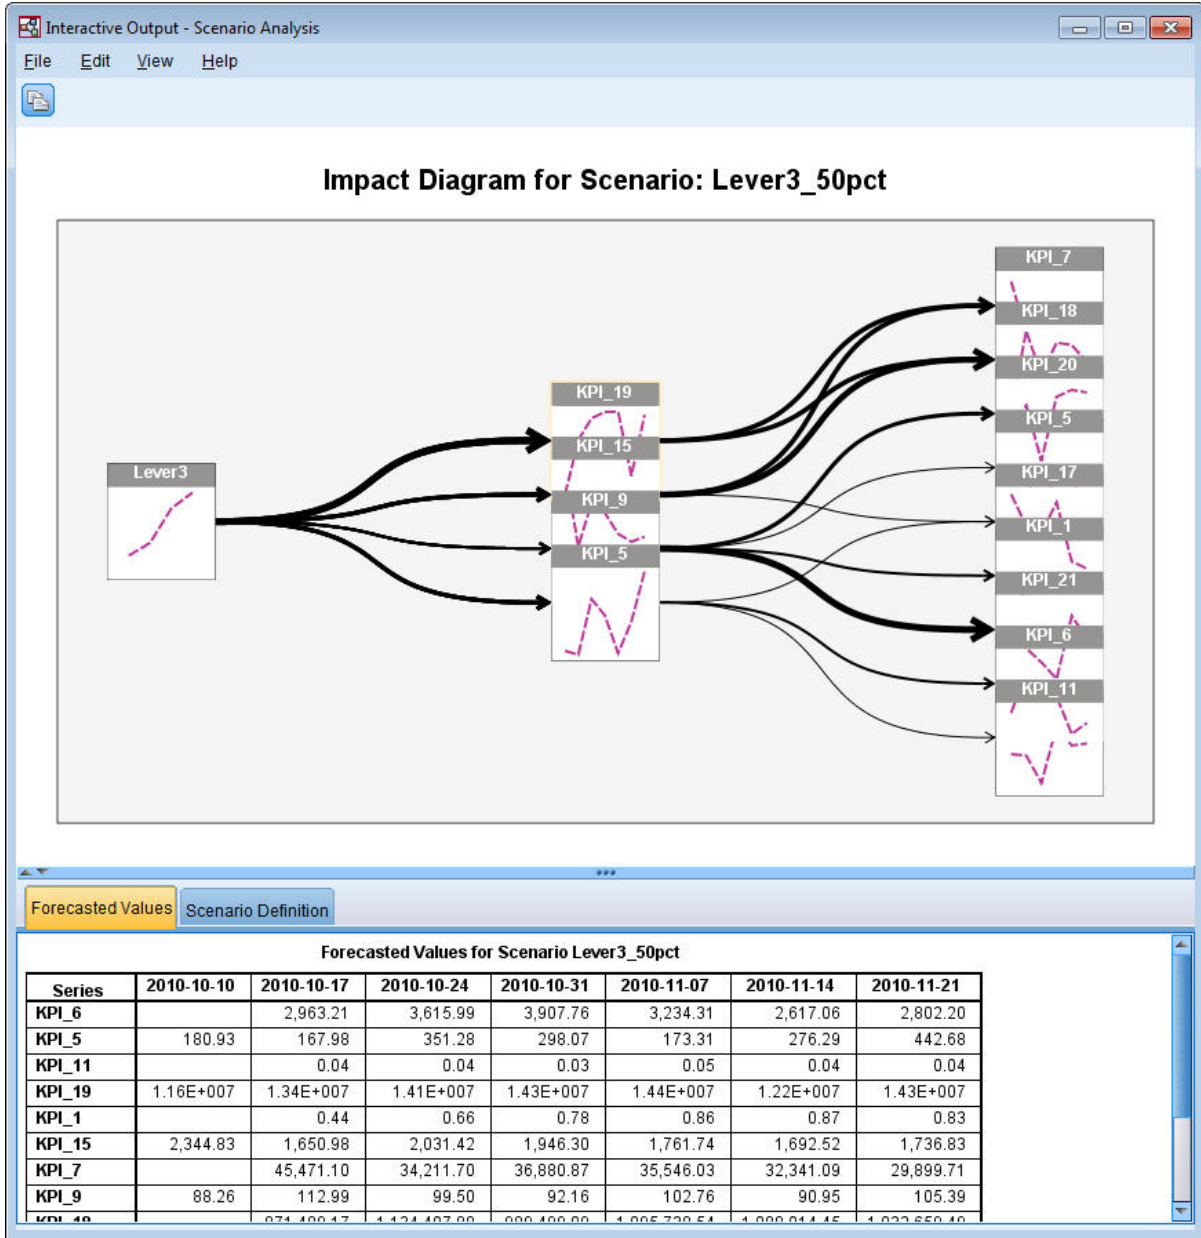 Interactive Output - Scenario Analysis
File Edit View Help
Impact Diagram for Scenario: Lever3_50pct
KPI_7
KPI_18
KPI_20
KPI_19
KPI_5
KPI_15
Lever3
KPI_17
KPI_9
KPI_1
KPI_5
KPI_21
KPI_6
KPI_11
Forecasted Values Scenario Definition
Forecasted Values for Scenario Lever3_50pct
Series 2010-10-10 2010-10-17 2010-10-24 2010-10-31 2010-11-07 2010-11-14 2010-11-21
KPI_6 2,963.21 3,615.99 3,907.76 3,234.31 2,617.06 2,802.20
KPI_5 180.93 167.98 351.28 298.07 173.31 276.29 442.68
KPI_11 0.04 0.04 0.03 0.05 0.04 0.04
KPI_19 1.16E+007 1.34E+007 1.41E+007 1.43E+007 1.44E+007 1.22E+007 1.43E+007
KPI_1 0.44 0.66 0.78 0.86 0.87 0.83
KPI_15 2,344.83 1,650.98 2,031.42 1,946.30 1,761.74 1,692.52 1,736.83
KPI_7 45,471.10 34,211.70 36,880.87 35,546.03 32,341.09 29,899.71
KPI_9 88.26 112.99 99.50 92.16 102.76 90.95 105.39
KPI_18